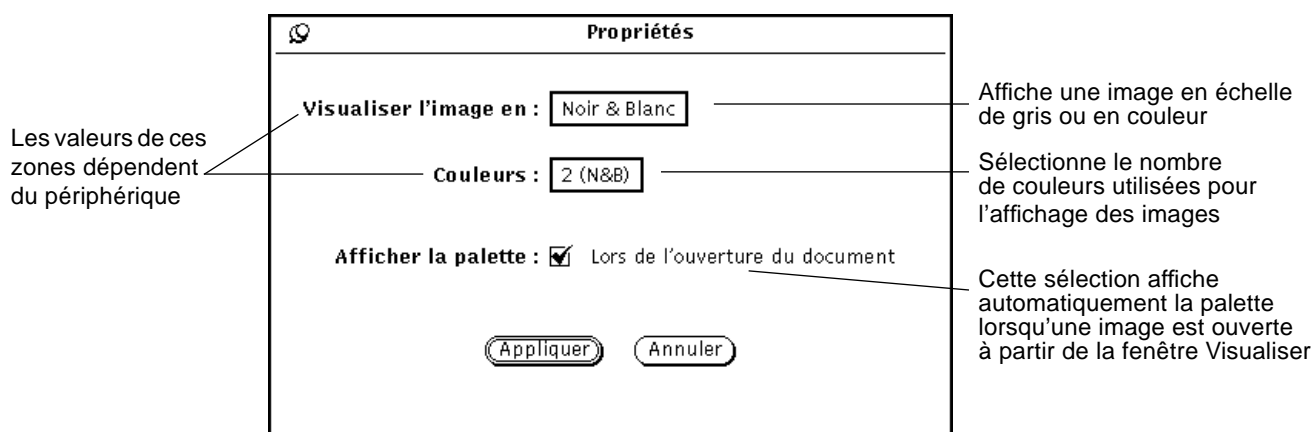 Propriétés
Visualiser l'image en : Noir & Blanc
Affiche une image en échelle
de gris ou en couleur
Les valeurs de ces
zones dépendent
du périphérique
Couleurs : 2 (N&B)
Sélectionne le nombre
de couleurs utilisées pour
l'affichage des images
Afficher la palette : Lors de l'ouverture du document
Cette sélection affiche
automatiquement la palette
lorsqu'une image est ouverte
à partir de la fenêtre Visualiser
Appliquer Annuler